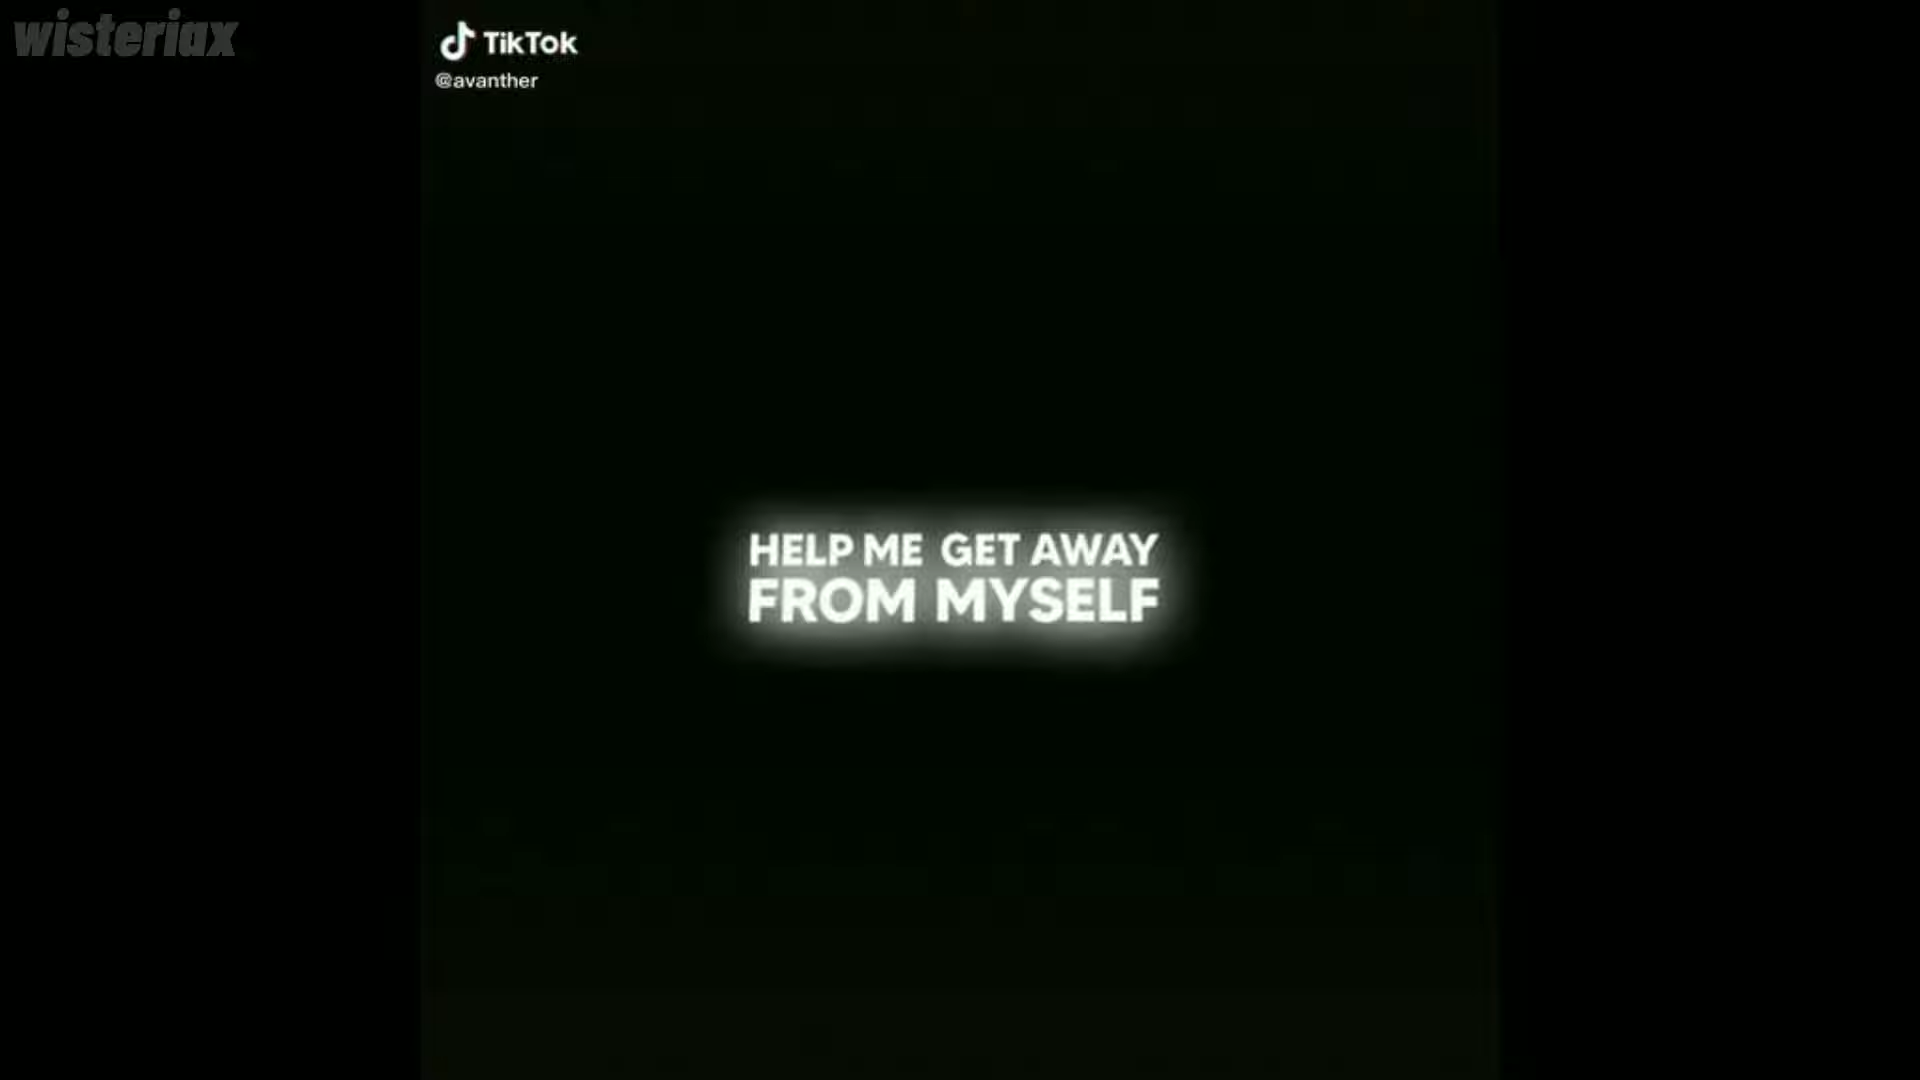 wisteriax
TikTok
@avanther
HELP ME GET AWAY
FROM MYSELF